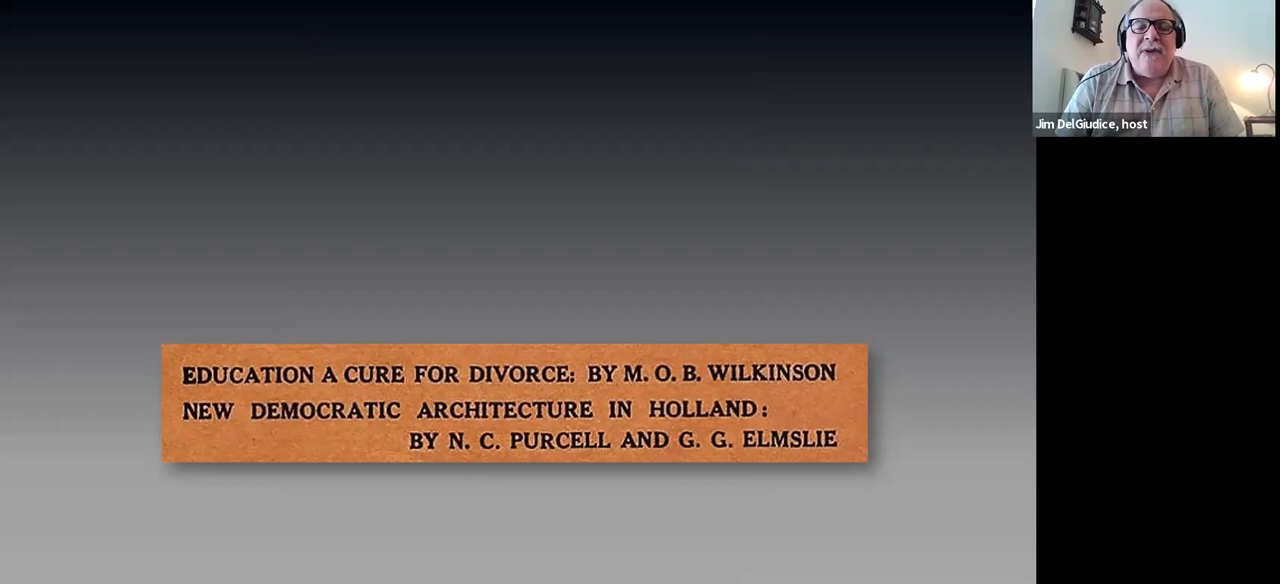 Jim DelGiudice, host
EDUCATION A CURE FOR DIVORCE: BY M. O. B. WILKINSON
NEW DEMOCRATIC ARCHITECTURE IN HOLLAND:
BY N. C. PURCELL AND G. G. ELMSLIE